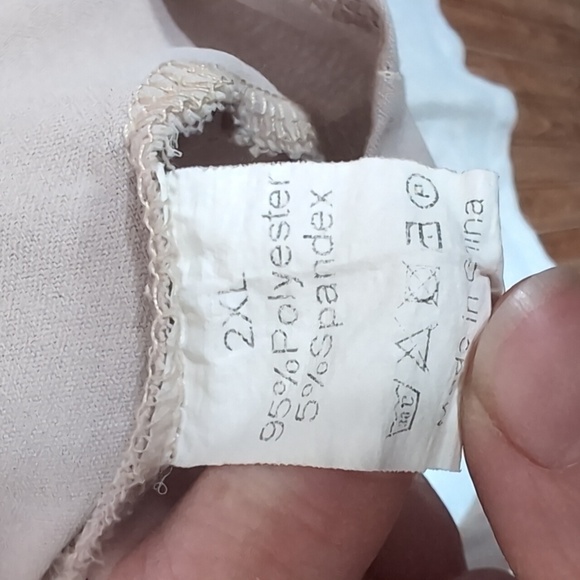 2XL
95%Polyester
5%Spandex
P
Made in China